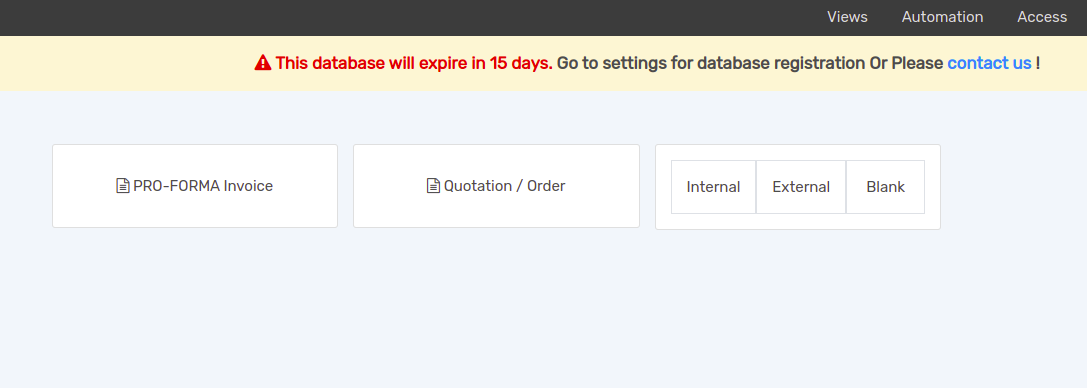 Views Automation Access
This database will expire in 15 days. Go to settings for database registration Or Please contact us !
PRO-FORMA Invoice Quotation / Order Internal External Blank